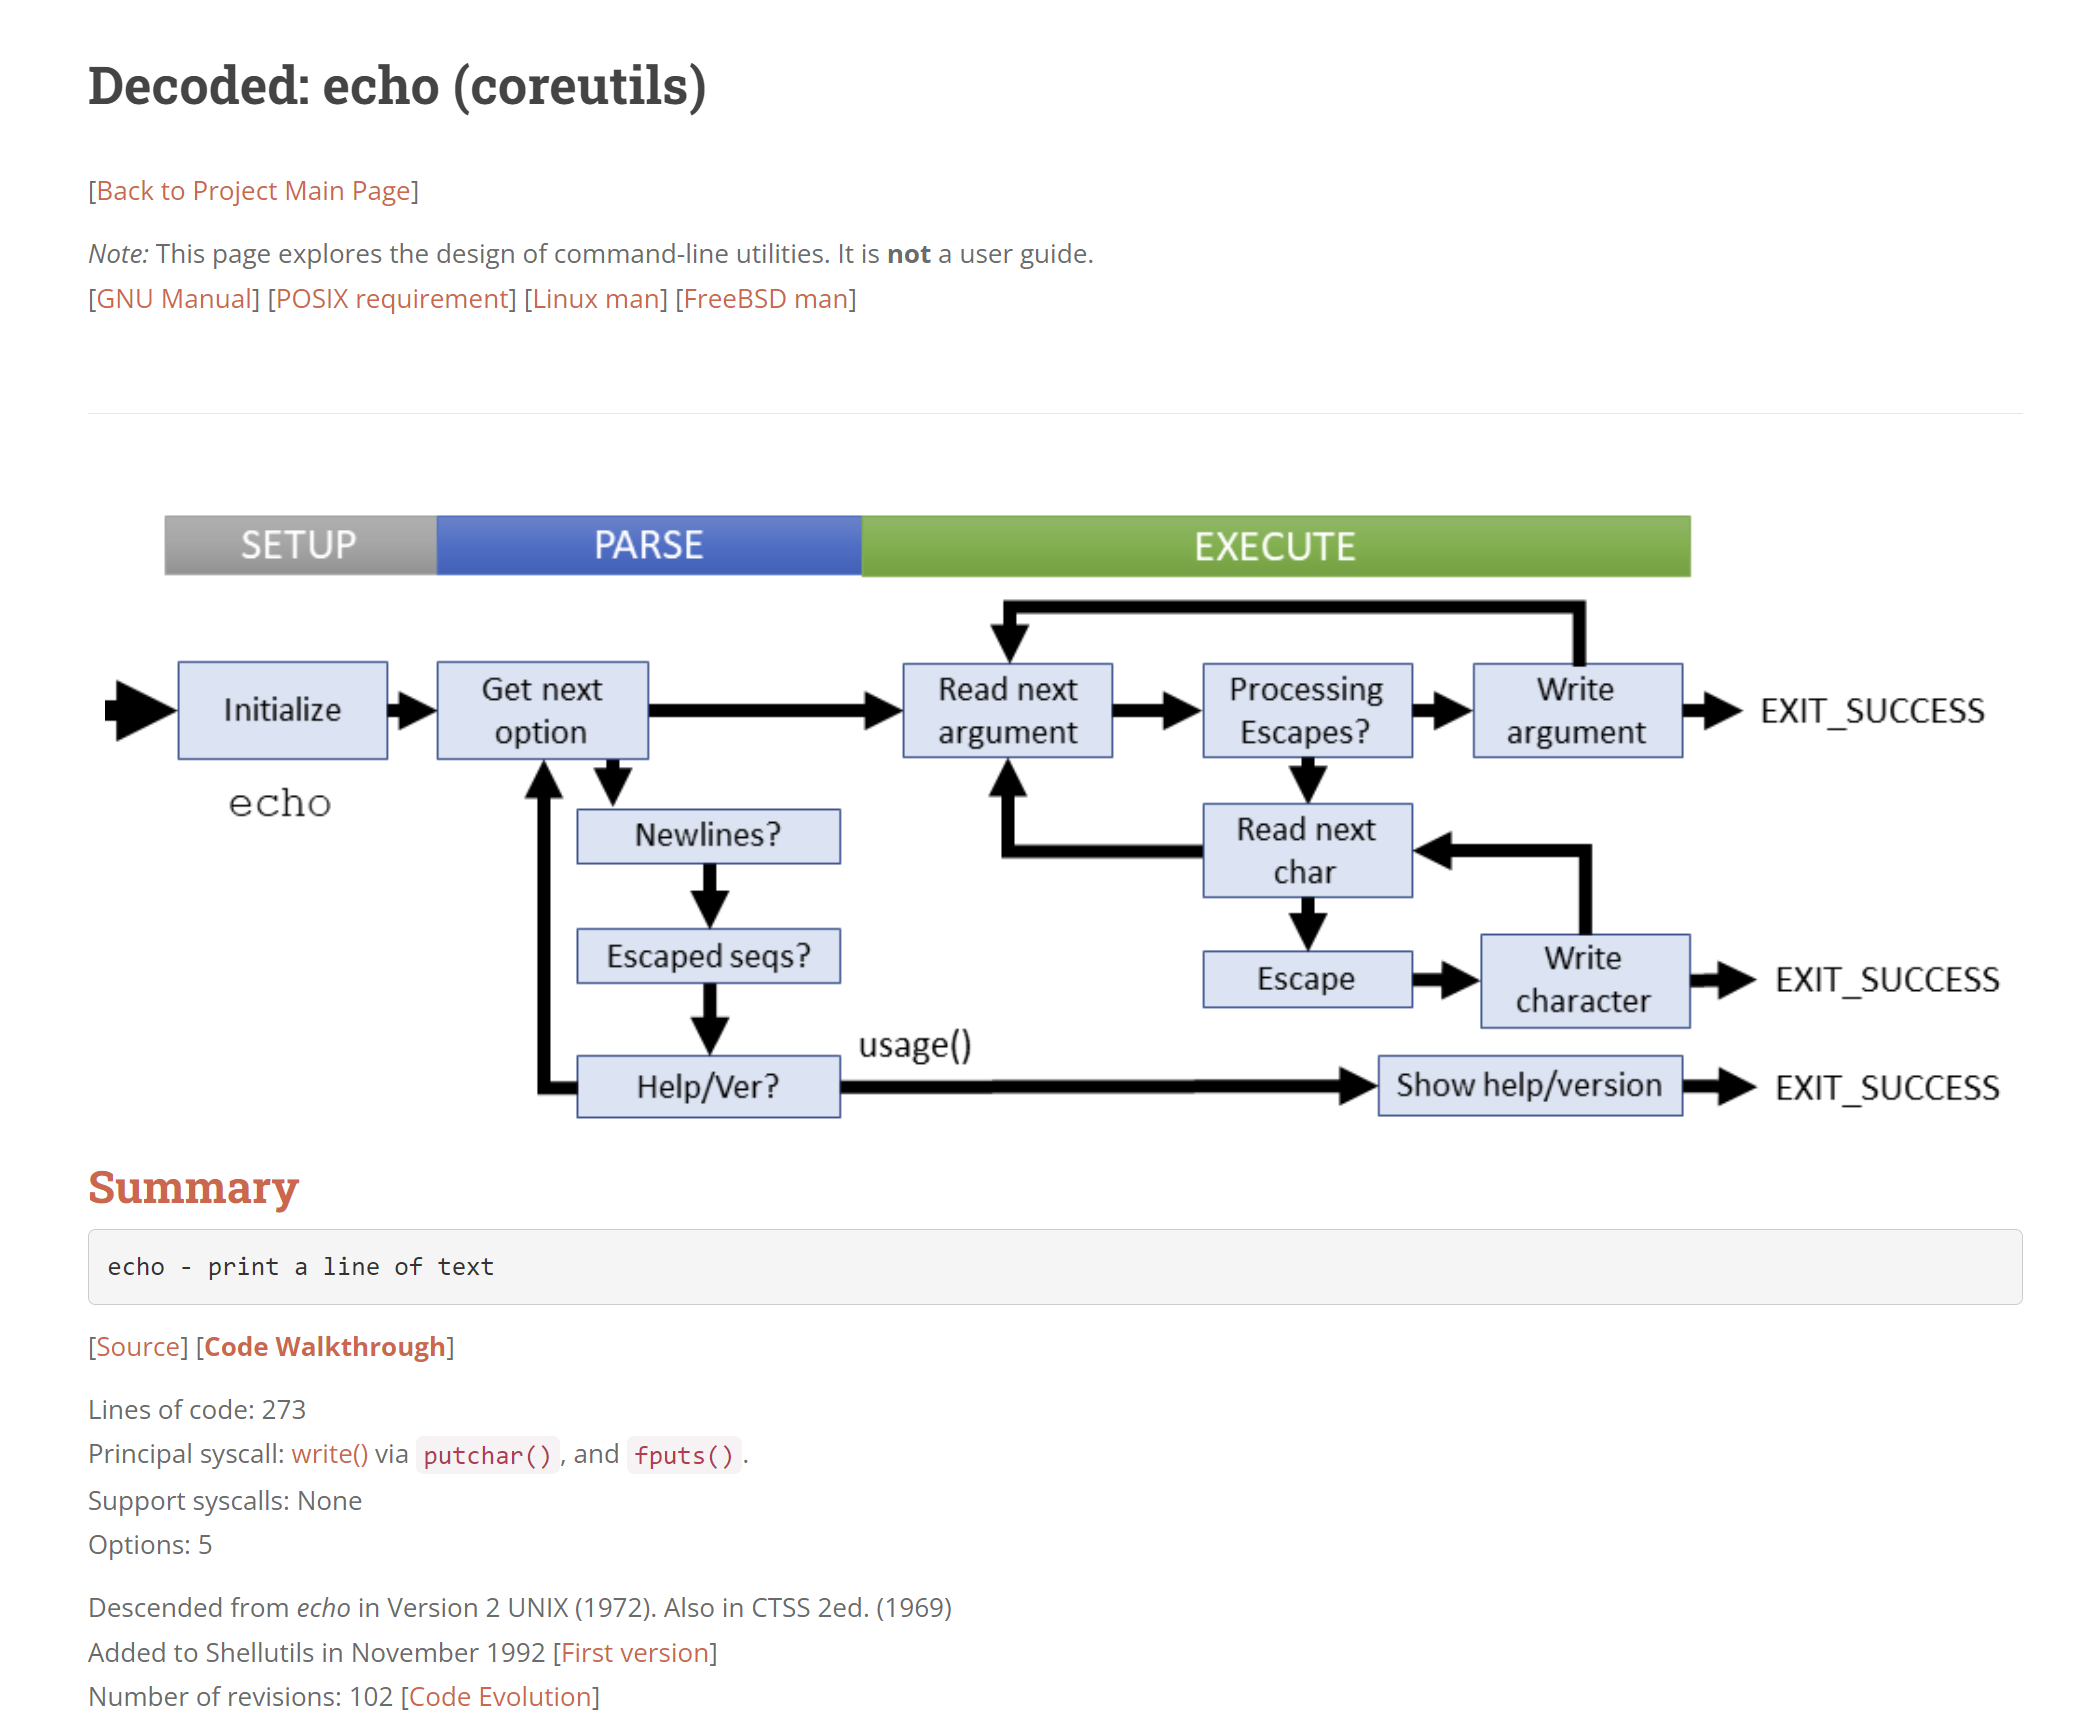 Decoded: echo (coreutils)
[Back to Project Main Page]
Note: This page explores the design of command-line utilities. It is not a user guide.
[GNU Manual] [POSIX requirement] [Linux man] [FreeBSD man]
SETUP
PARSE
EXECUTE
Initialize
echo
Get next
option
Newlines?
Escaped seqs?
Help/Ver?
usage()
Read next
argument
Processing
Escapes?
Write
argument
EXIT_SUCCESS
Read next
char
Escape
Write
character
EXIT_SUCCESS
Show help/version
EXIT_SUCCESS
Summary
echo - print a line of text
[Source] [Code Walkthrough]
Lines of code: 273
Principal syscall: write() via putchar(), and fputs().
Support syscalls: None
Options: 5
Descended from echo in Version 2 UNIX (1972). Also in CTSS 2ed. (1969)
Added to Shellutils in November 1992 [First version]
Number of revisions: 102 [Code Evolution]